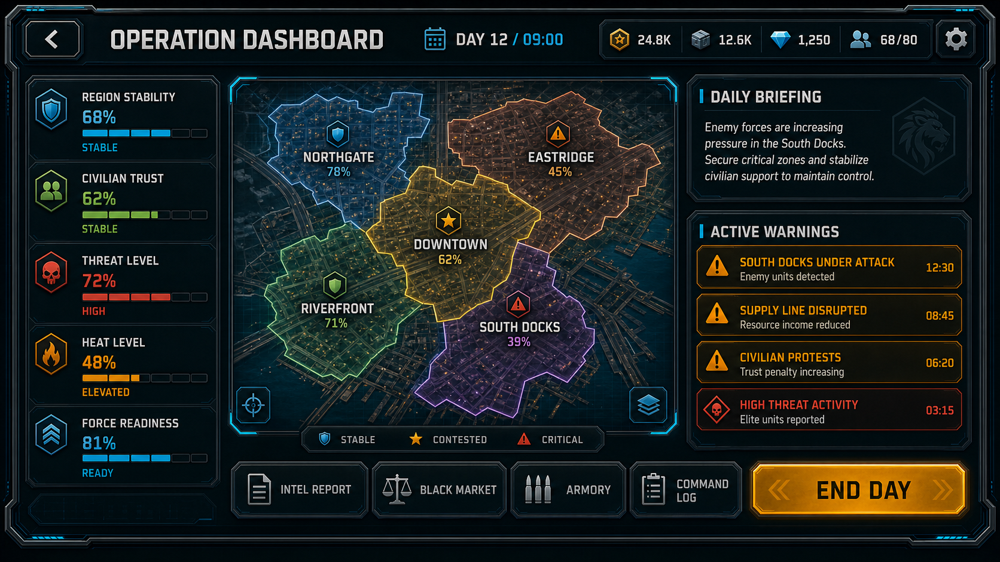 OPERATION DASHBOARD
DAY 12 / 09:00
24.8K
12.6K
1,250
68/80
REGION STABILITY
68%
STABLE
CIVILIAN TRUST
62%
STABLE
THREAT LEVEL
72%
HIGH
HEAT LEVEL
48%
ELEVATED
FORCE READINESS
81%
READY
NORTHGATE
78%
EASTRIDGE
45%
DOWNTOWN
62%
RIVERFRONT
71%
SOUTH DOCKS
39%
STABLE
CONTESTED
CRITICAL
DAILY BRIEFING
Enemy forces are increasing
pressure in the South Docks.
Secure critical zones and stabilize
civilian support to maintain control.
ACTIVE WARNINGS
SOUTH DOCKS UNDER ATTACK
Enemy units detected
12:30
SUPPLY LINE DISRUPTED
Resource income reduced
08:45
CIVILIAN PROTESTS
Trust penalty increasing
06:20
HIGH THREAT ACTIVITY
Elite units reported
03:15
INTEL REPORT
BLACK MARKET
ARMORY
COMMAND
LOG
END DAY